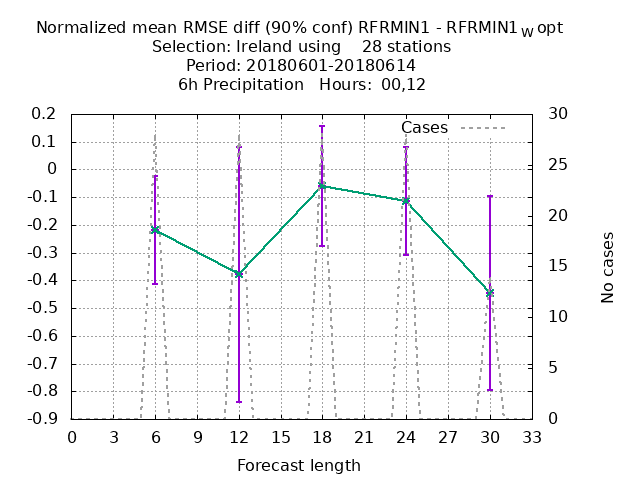 Normalized mean RMSE diff (90% conf) RFRMIN1 - RFRMIN1w opt
Selection: Ireland using 28 stations
Period: 20180601-20180614
6h Precipitation Hours: 00,12
Cases
0.2
0.1
0
-0.1
-0.2
-0.3
-0.4
-0.5
-0.6
-0.7
-0.8
-0.9
30
25
20
15
10
5
0
No cases
0 3 6 9 12 15 18 21 24 27 30 33
Forecast length